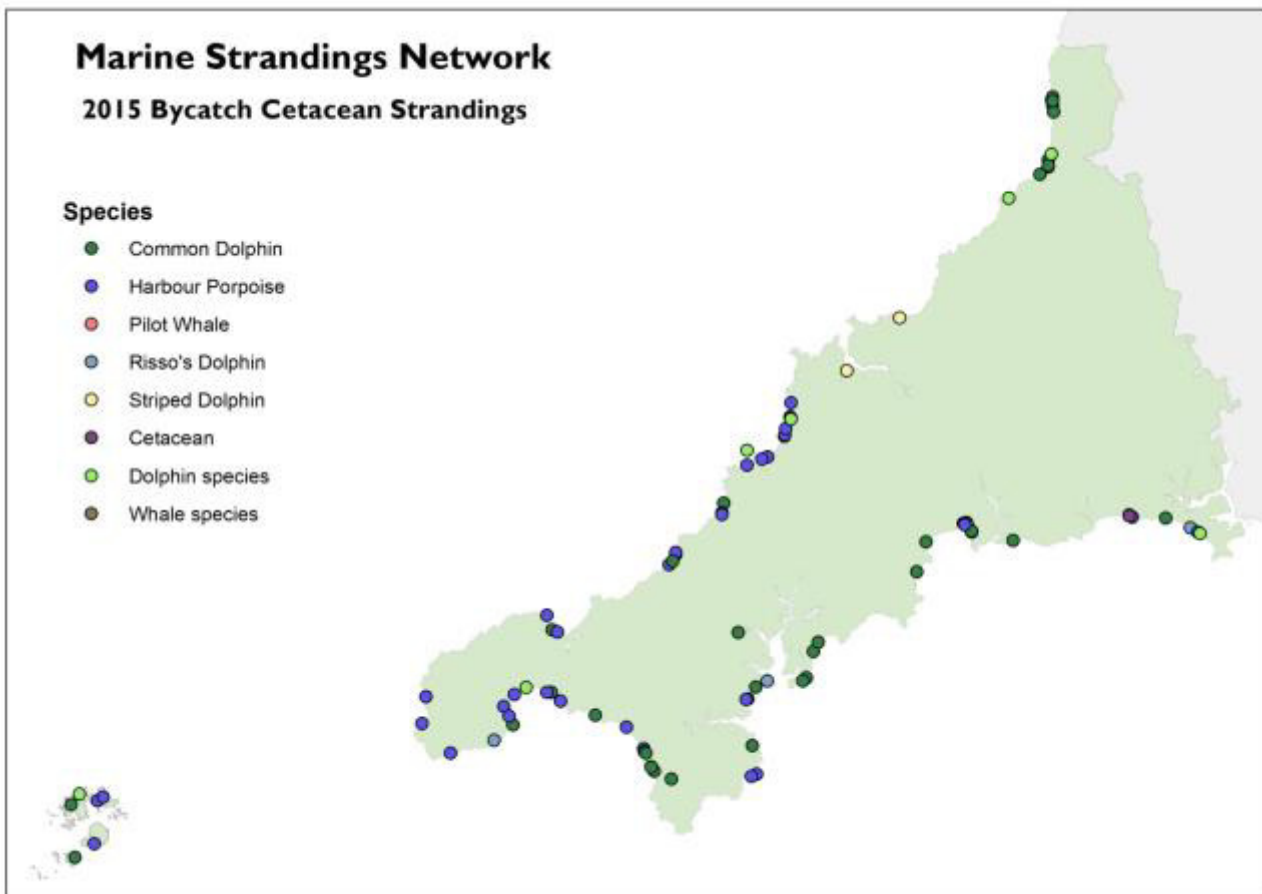 Marine Strandings Network
2015 Bycatch Cetacean Strandings
Species
Common Dolphin
Harbour Porpoise
Pilot Whale
Risso's Dolphin
Striped Dolphin
Cetacean
Dolphin species
Whale species